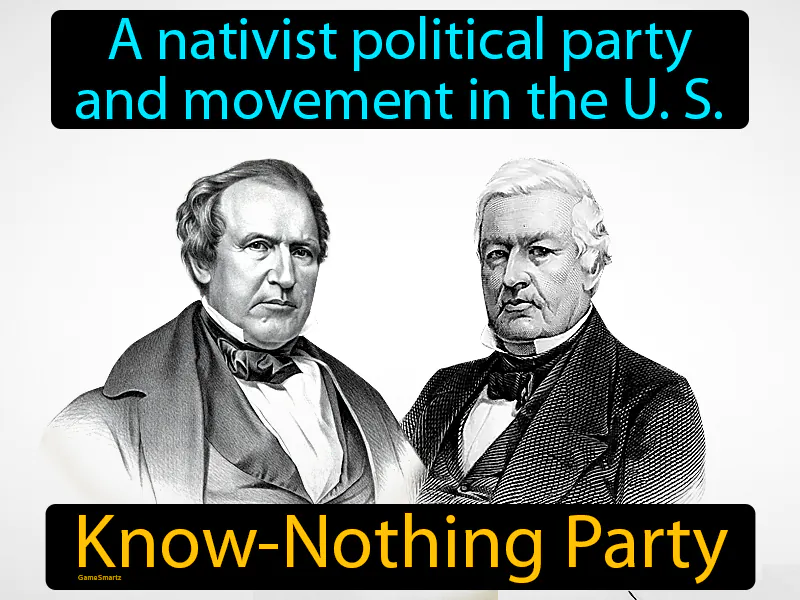 A nativist political party
and movement in the U. S.
Know-Nothing Party
GameSmartz